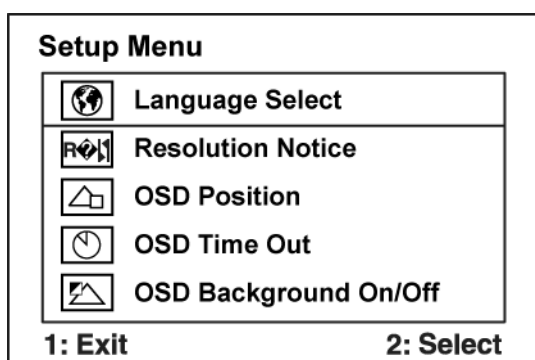 Setup Menu
Language Select
Resolution Notice
OSD Position
OSD Time Out
OSD Background On/Off
1: Exit
2: Select